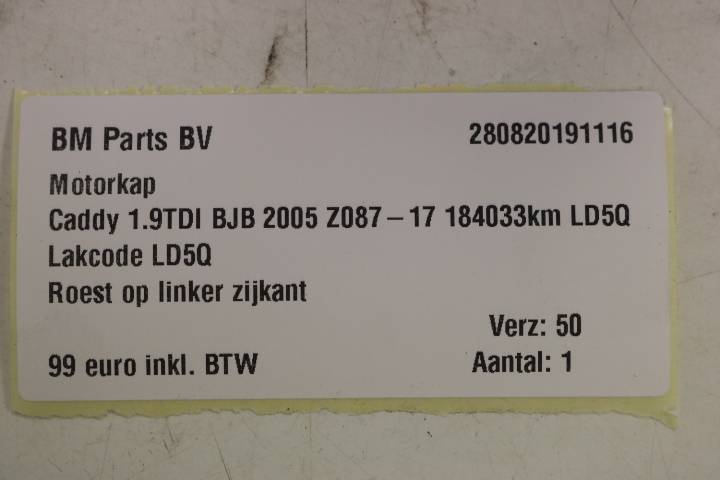 BM Parts BV 280820191116
Motorkap
Caddy 1.9TDI BJB 2005 Z087-17 184033km LD5Q
Lakcode LD5Q
Roest op linker zijkant
Verz: 50
99 euro inkl. BTW Aantal: 1